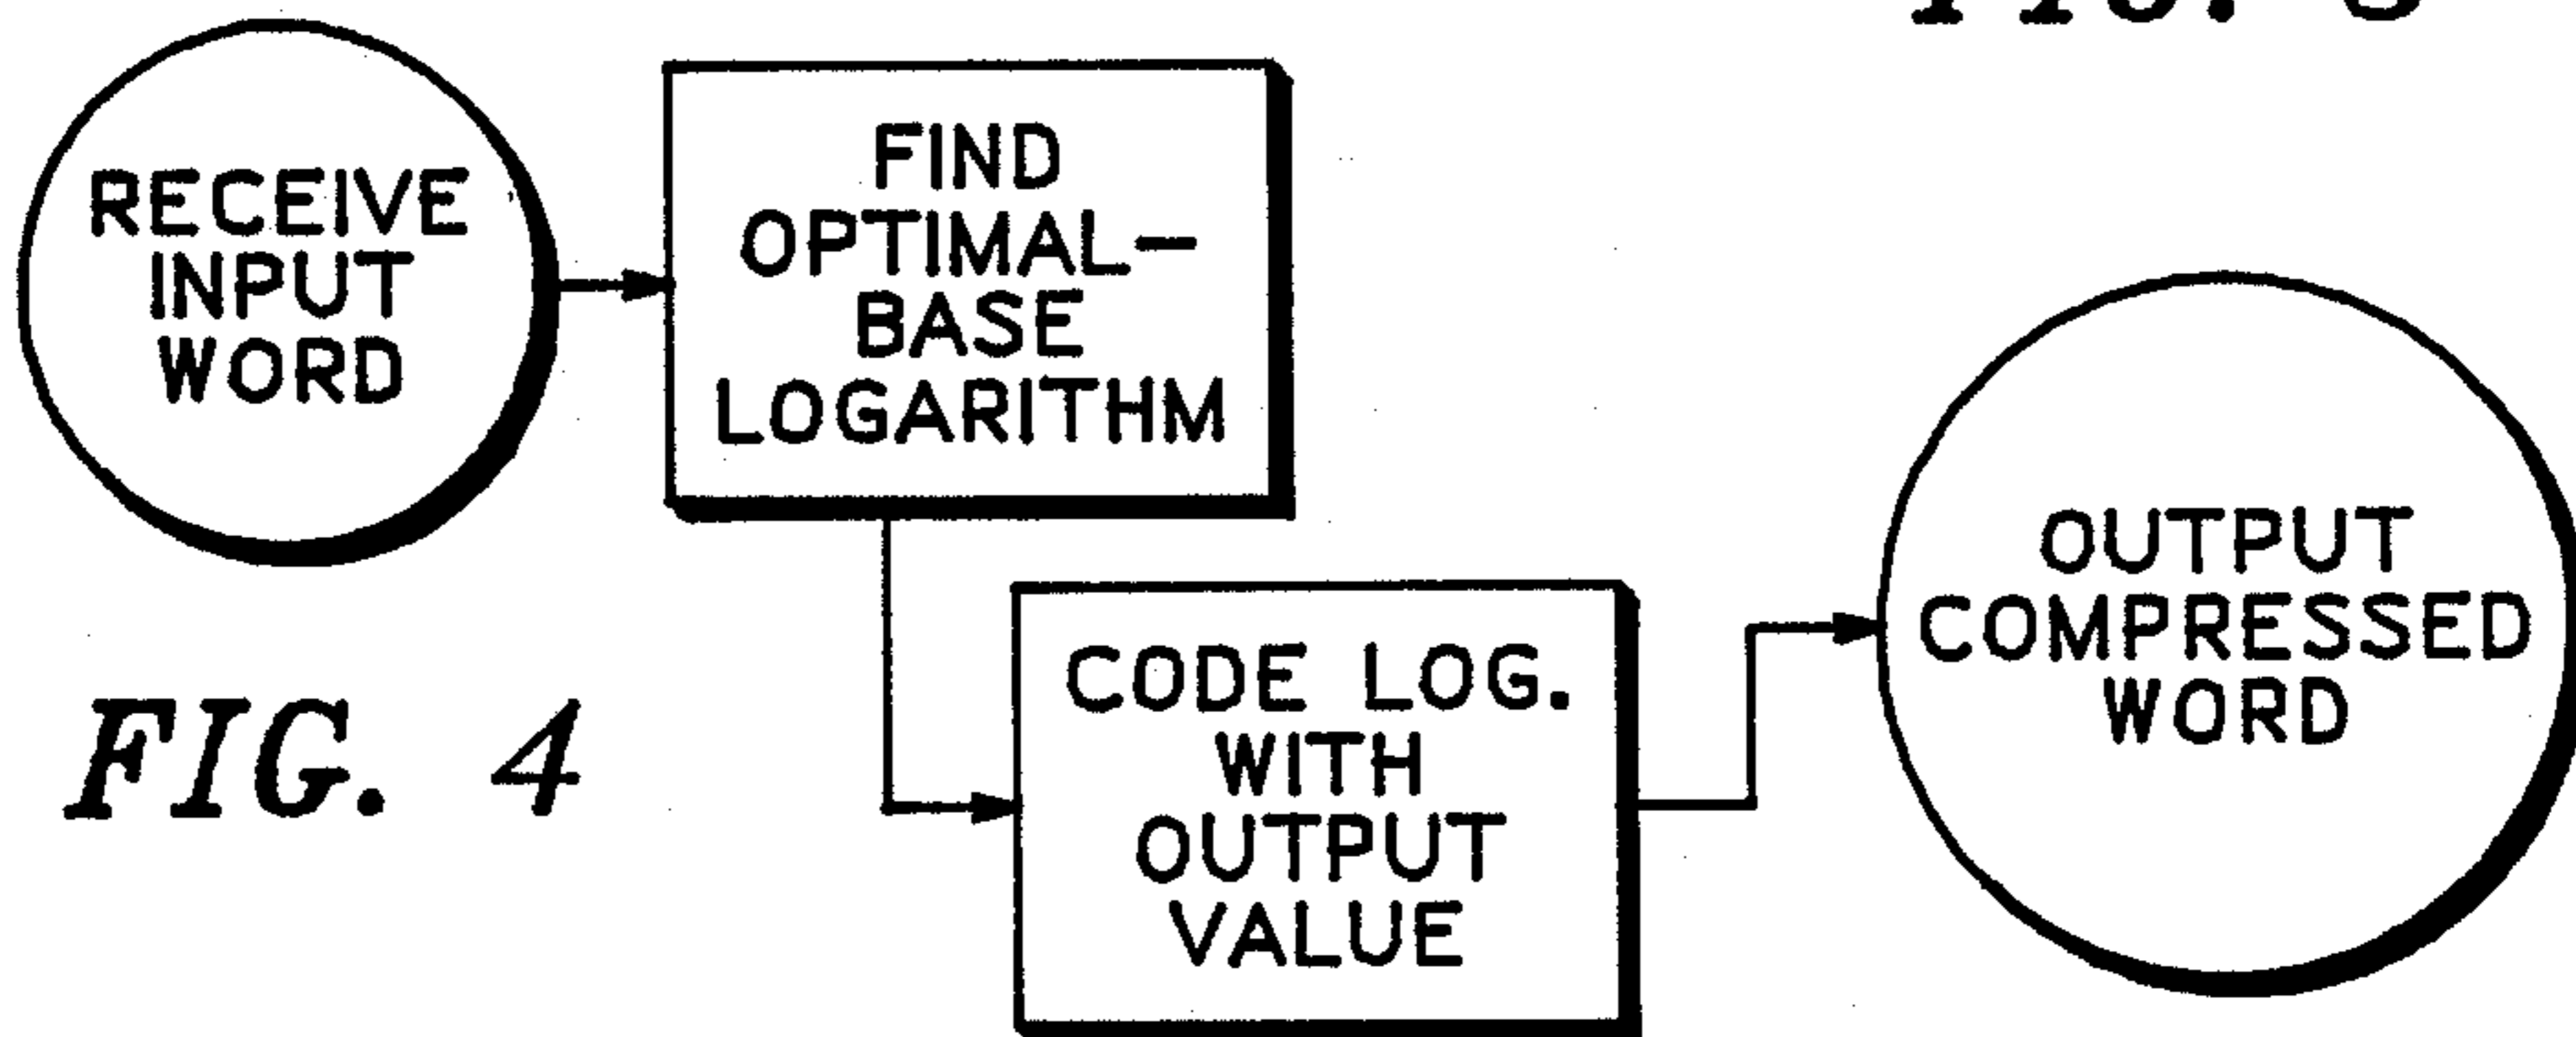 RECEIVE
INPUT
WORD
FIND
OPTIMAL-
BASE
LOGARITHM
CODE LOG.
WITH
OUTPUT
VALUE
OUTPUT
COMPRESSED
WORD
FIG. 4